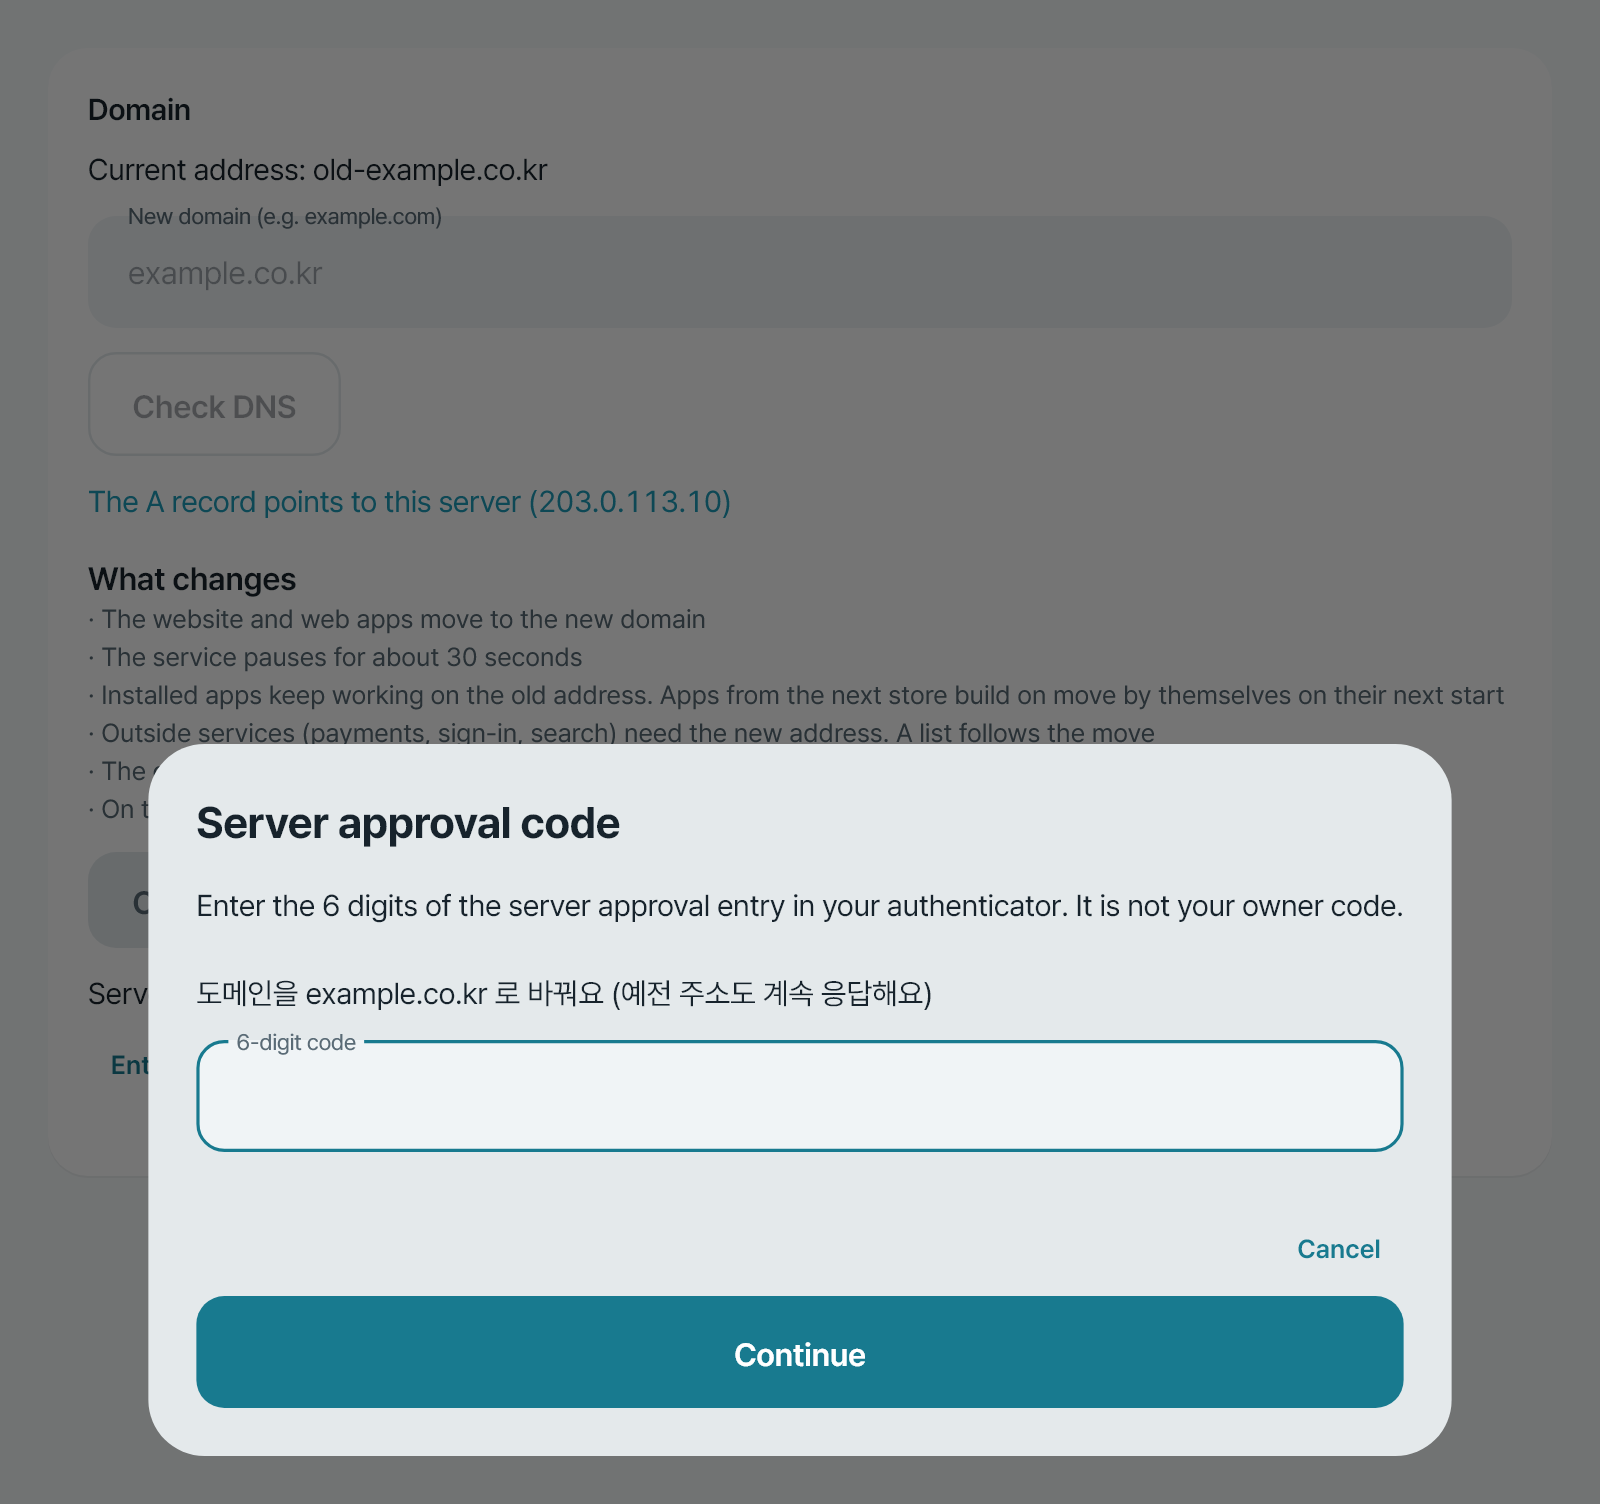 Domain
Current address: old-example.co.kr
New domain (e.g. example.com)
example.co.kr
Check DNS
The A record points to this server (203.0.113.10)
What changes
· The website and web apps move to the new domain
· The service pauses for about 30 seconds
· Installed apps keep working on the old address. Apps from the next store build on move by themselves on their next start
· Outside services (payments, sign-in, search) need the new address. A list follows the move
· The
· On
Server approval code
Enter the 6 digits of the server approval entry in your authenticator. It is not your owner code.
도메인을 example.co.kr 로 바꿔요 (예전 주소도 계속 응답해요)
6-digit code
Cancel
Continue